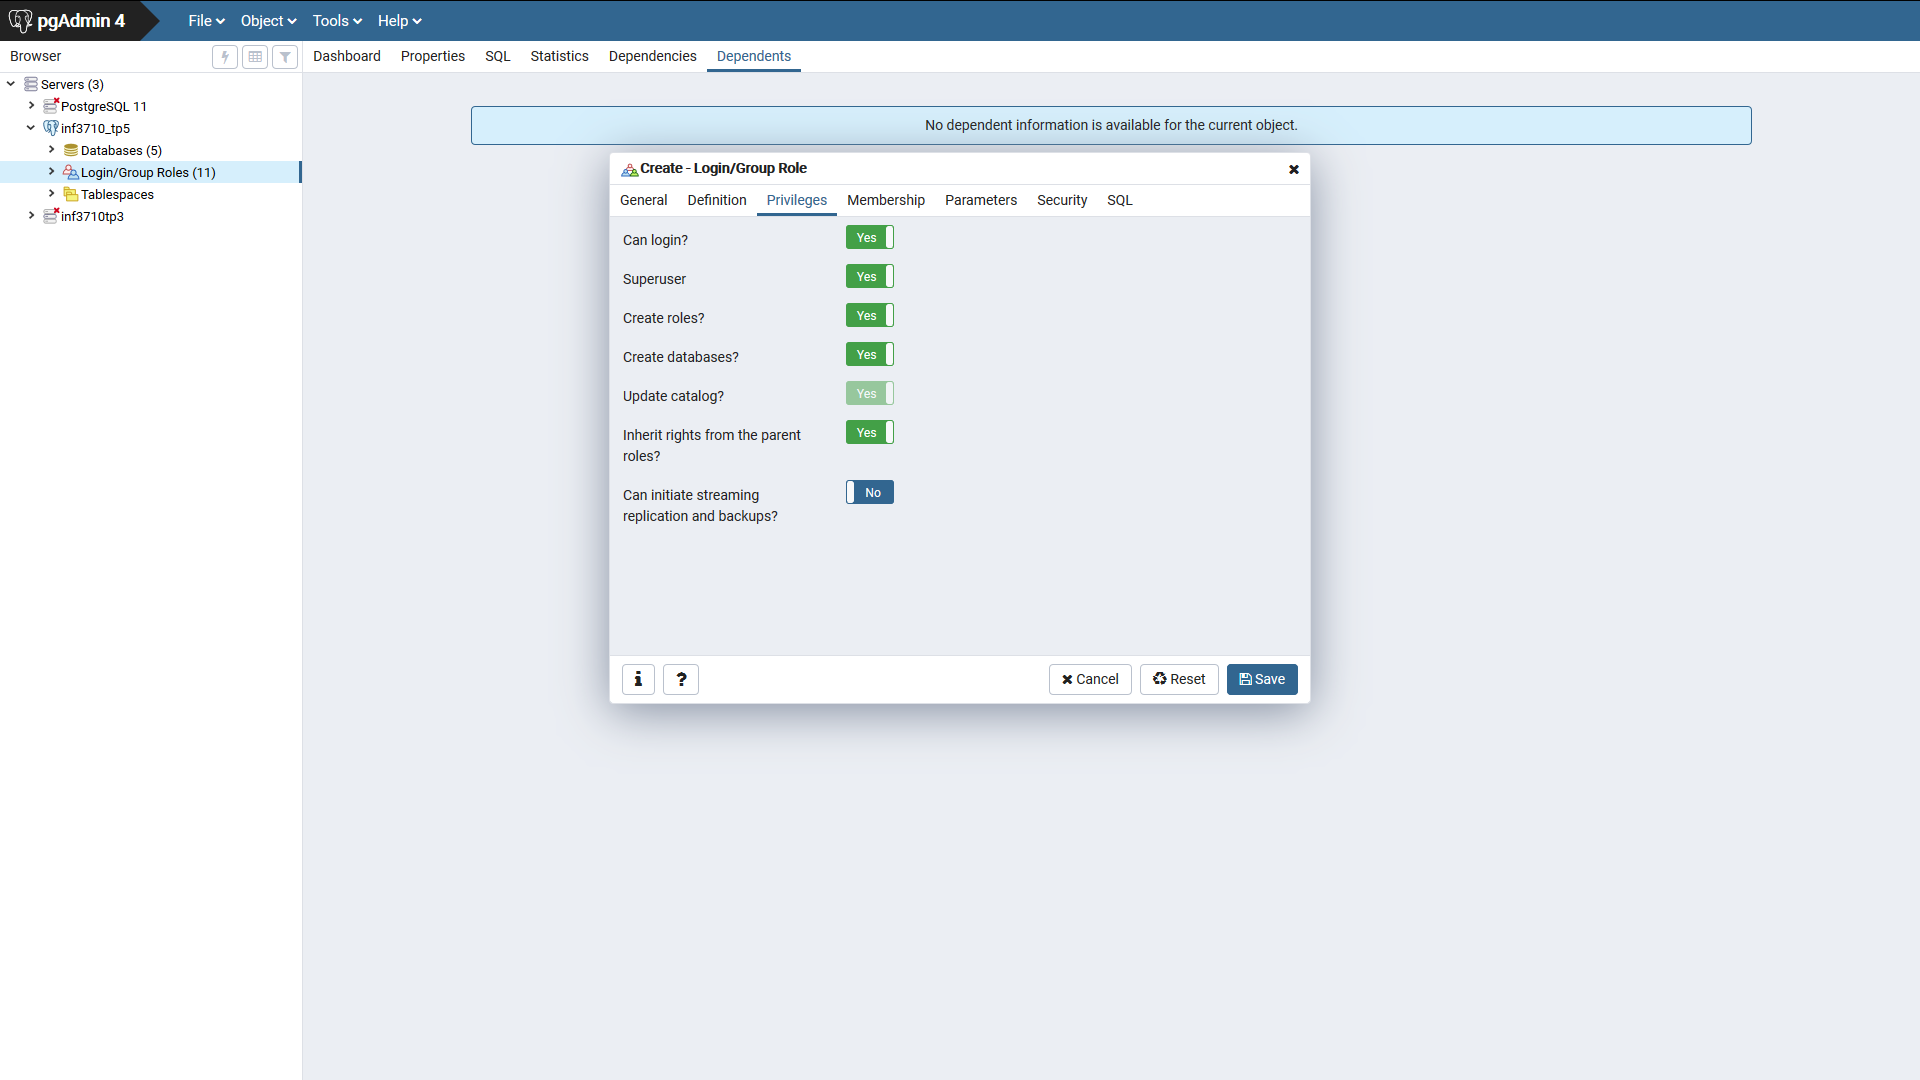 pgAdmin 4
File
Object
Tools
Help
Browser
Dashboard
Properties
SQL
Statistics
Dependencies
Dependents
Servers (3)
PostgreSQL 11
inf3710_tp5
Databases (5)
Login/Group Roles (11)
Tablespaces
inf3710tp3
No dependent information is available for the current object.
Create - Login/Group Role
General
Definition
Privileges
Membership
Parameters
Security
SQL
Can login?
Yes
Superuser
Yes
Create roles?
Yes
Create databases?
Yes
Update catalog?
Yes
Inherit rights from the parent
roles?
Yes
Can initiate streaming
replication and backups?
No
i
?
Cancel
Reset
Save